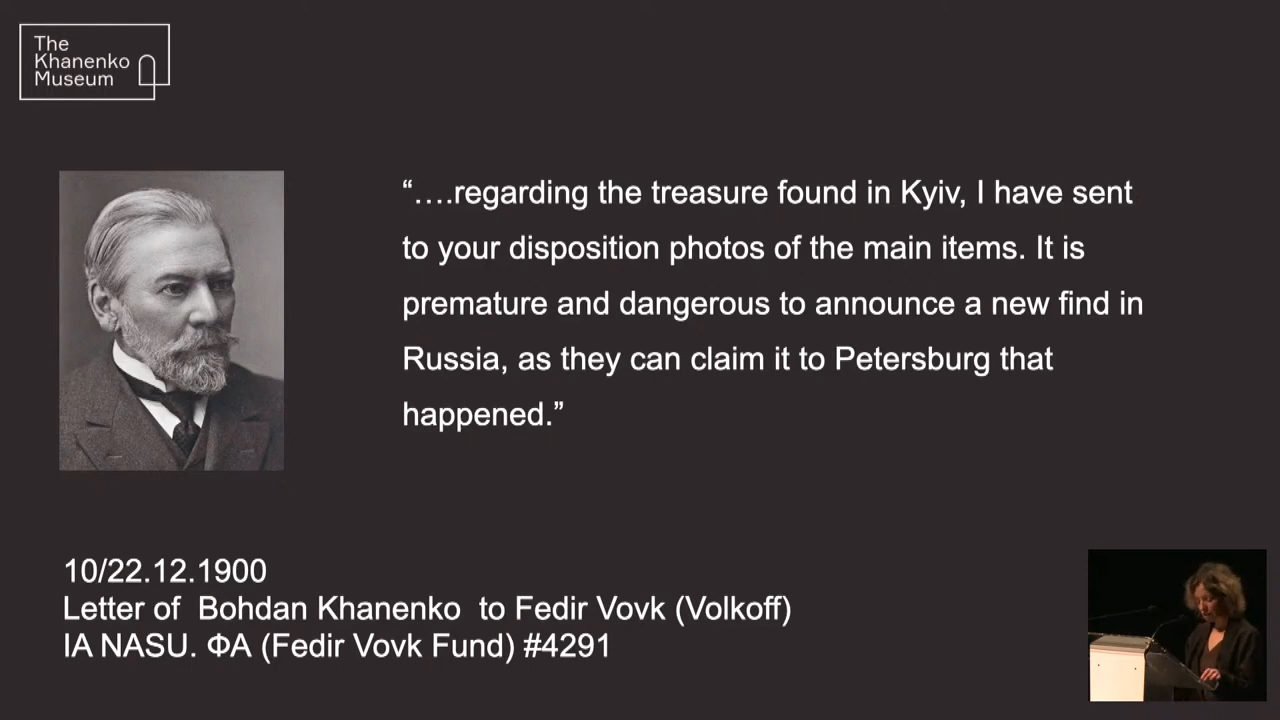 The
Khanenko
Museum
“….regarding the treasure found in Kyiv, I have sent
to your disposition photos of the main items. It is
premature and dangerous to announce a new find in
Russia, as they can claim it to Petersburg that
happened.”
10/22.12.1900
Letter of  Bohdan Khanenko  to Fedir Vovk (Volkoff)
IA NASU. ФА (Fedir Vovk Fund) #4291